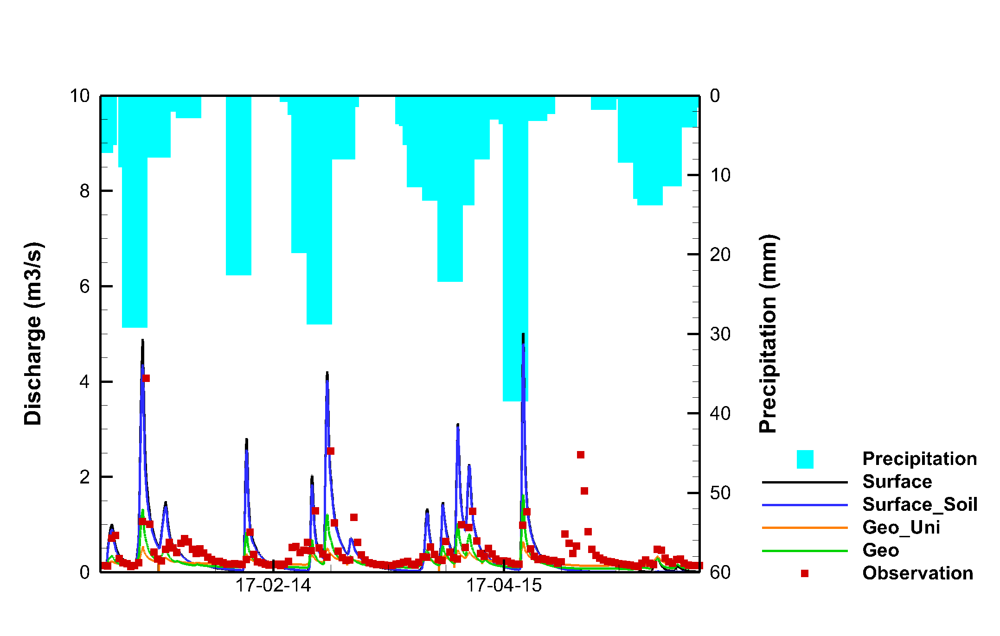 10
8
6
4
2
0
Discharge (m3/s)
17-02-14
17-04-15
0
10
20
30
40
50
60
Precipitation (mm)
Precipitation
Surface
Surface_Soil
Geo_Uni
Geo
Observation